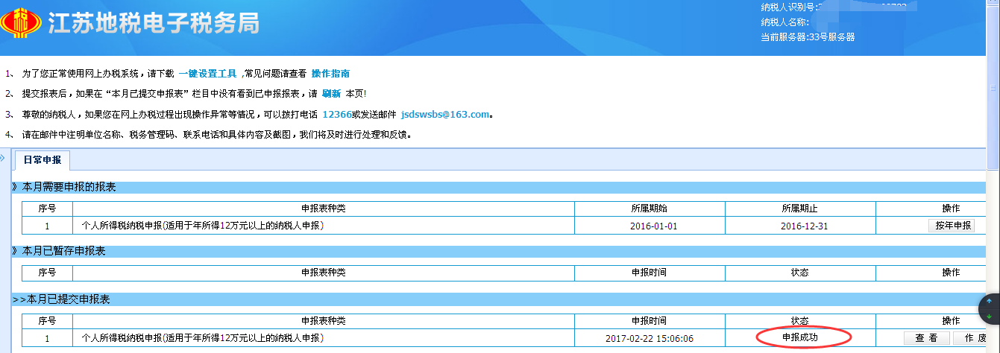 江苏地税电子税务局
纳税人识别号:
纳税人名称:
当前服务器:33号服务器
1、 为了您正常使用网上办税系统，请下载 一键设置工具 ,常见问题请查看 操作指南
2、 提交报表后，如果在“本月已提交申报表”栏目中没有看到已申报报表，请 刷新 本页!
3、 尊敬的纳税人，如果您在网上办税过程出现操作异常等情况，可以拨打电话 12366或发送邮件 jsdswsbs@163.com。
4、 请在邮件中注明单位名称、税务管理码、联系电话和具体内容及截图，我们将及时进行处理和反馈。
日常申报
》本月需要申报的报表
序号 申报表种类 所属期始 所属期止 操作
1 个人所得税纳税申报(适用于年所得12万元以上的纳税人申报) 2016-01-01 2016-12-31 按年申报
》本月已暂存申报表
序号 申报表种类 申报时间 状态 操作
>>本月已提交申报表
序号 申报表种类 申报时间 状态 操作
1 个人所得税纳税申报(适用于年所得12万元以上的纳税人申报) 2017-02-22 15:06:06 申报成功 查 看 作 废